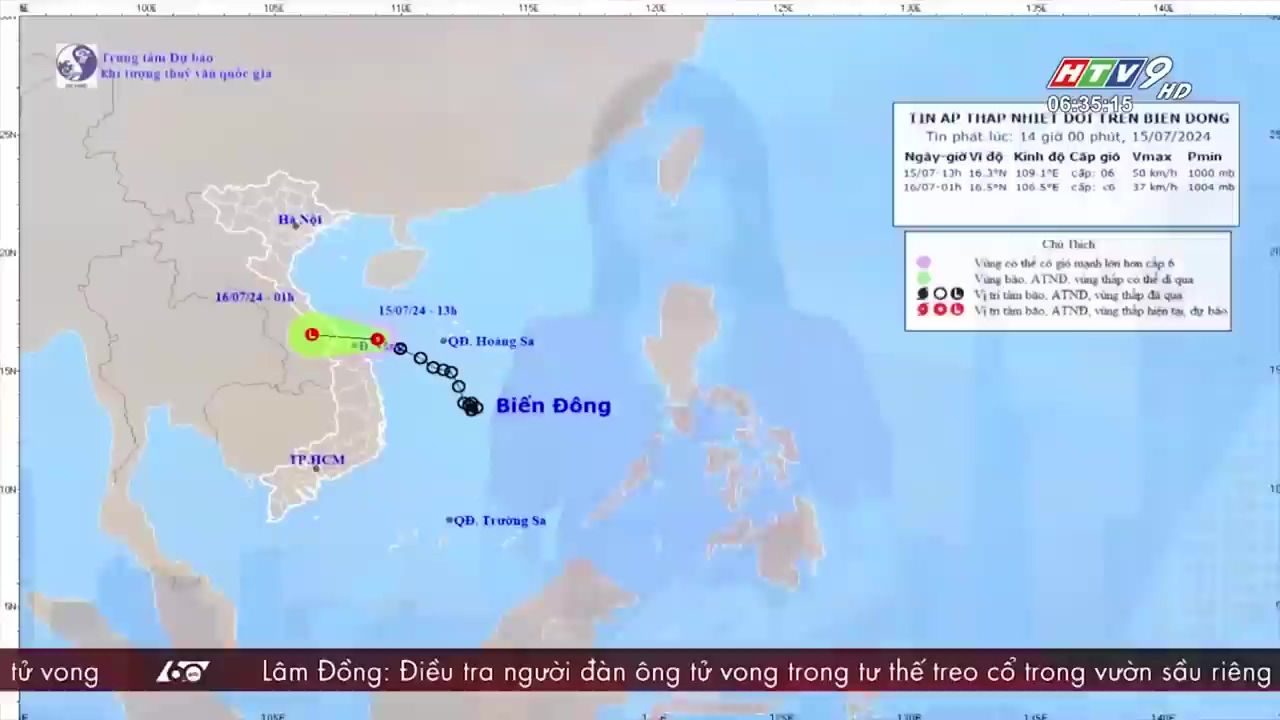 100E 105E 110E 115E 120E 125E 130E 135E 140E
Trung tâm Dự báo
Khí tượng thuỷ văn quốc gia
HTV9 HD
06:35:15
TIN ÁP THẤP NHIỆT ĐỚI TRÊN BIỂN ĐÔNG
Tin phát lúc: 14 giờ 00 phút, 15/07/2024
Ngày-giờ Vĩ độ Kinh độ Cấp gió Vmax Pmin
15/07-13h 16.3°N 109.1°E cấp: 06 50 km/h 1000 mb
16/07-01h 16.5°N 106.5°E cấp: <6 37 km/h 1004 mb
Chú Thích
Vùng có thể có gió mạnh lớn hơn cấp 6
Vùng bão, ATNĐ, vùng thấp có thể đi qua
Vị trí tâm bão, ATNĐ, vùng thấp đã qua
Vị trí tâm bão, ATNĐ, vùng thấp hiện tại, dự báo
25N
Hà Nội
20N
16/07/24 - 01h
15/07/24 - 13h
QĐ. Hoàng Sa
15N
Biển Đông
TP.HCM
10N
QĐ. Trường Sa
5N
tử vong 60 Lâm Đồng: Điều tra người đàn ông tử vong trong tư thế treo cổ trong vườn sầu riêng
105E 125E 130E 135E 140E